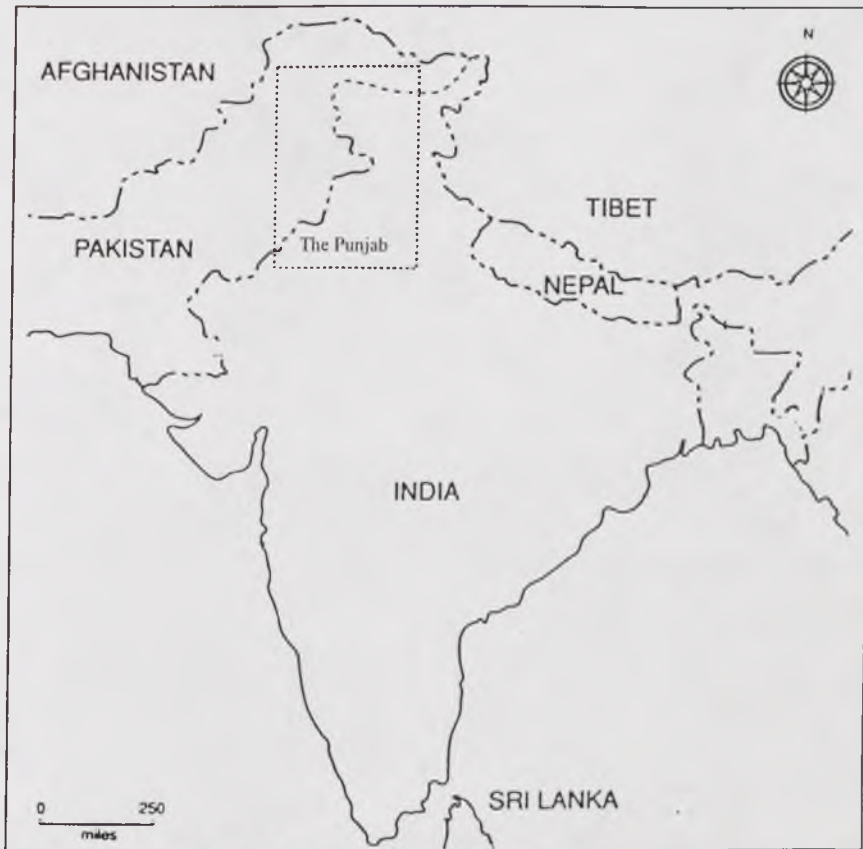 N
AFGHANISTAN
TIBET
The Punjab
PAKISTAN
NEPAL
INDIA
SRI LANKA
0 250
miles